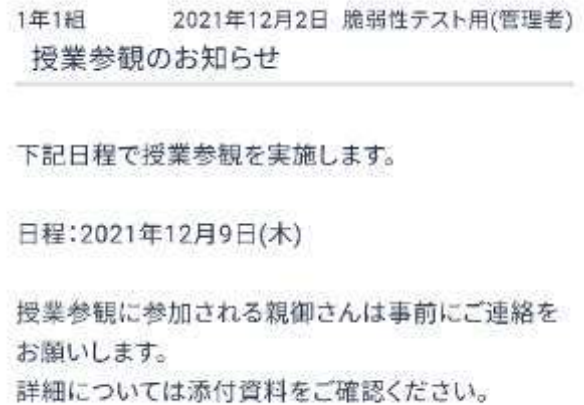 1年1組 2021年12月2日 脆弱性テスト用(管理者)
授業参観のお知らせ
下記日程で授業参観を実施します。
日程:2021年12月9日(木)
授業参観に参加される親御さんは事前にご連絡を
お願いします。
詳細については添付資料をご確認ください。